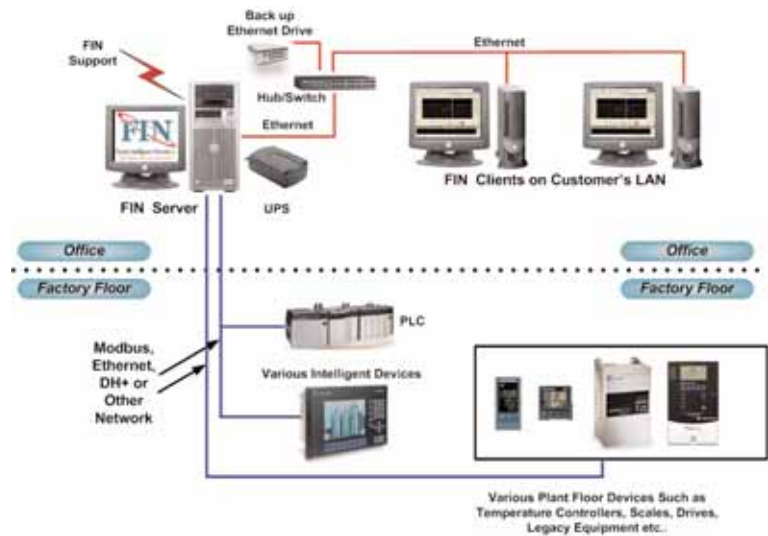 Back up
Ethernet Drive
FIN
Support
Ethernet
Hub/Switch
FIN
Ethernet
FIN Clients on Customer's LAN
FIN Server
UPS
Office
Office
Factory Floor
Factory Floor
PLC
Modbus,
Ethernet,
DH+ or
Other
Network
Various Intelligent Devices
Various Plant Floor Devices Such as
Temperature Controllers, Scales, Drives,
Legacy Equipment etc..